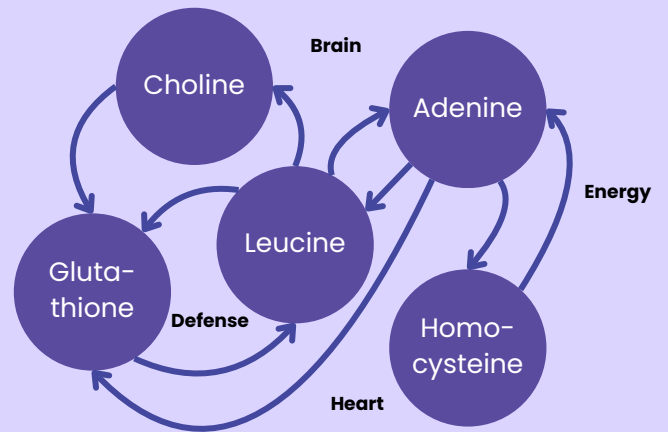 Brain
Choline
Adenine
Energy
Leucine
Gluta-
thione
Defense
Homo-
cysteine
Heart